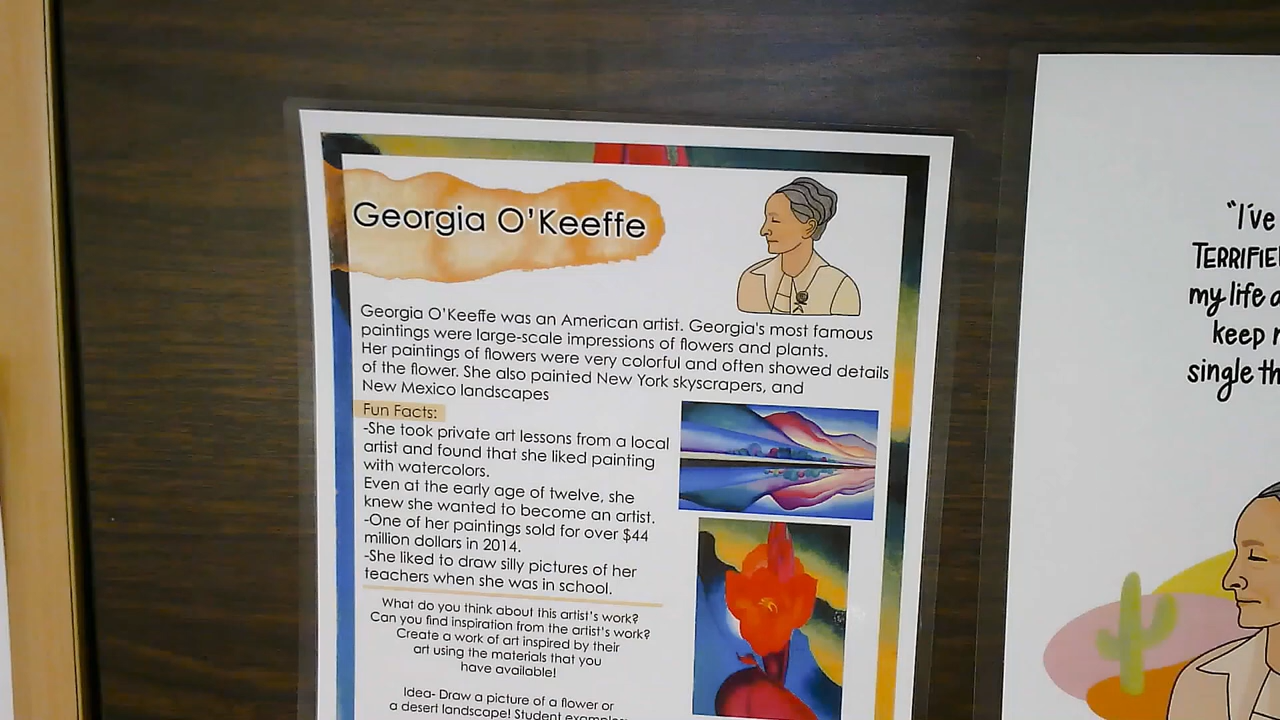 Georgia O'Keeffe
Georgia O'Keeffe was an American artist. Georgia's most famous
paintings were large-scale impressions of flowers and plants.
Her paintings of flowers were very colorful and often showed details
of the flower. She also painted New York skyscrapers, and
New Mexico landscapes
Fun Facts:
-She took private art lessons from a local
artist and found that she liked painting
with watercolors.
Even at the early age of twelve, she
knew she wanted to become an artist.
-One of her paintings sold for over $44
million dollars in 2014.
-She liked to draw silly pictures of her
teachers when she was in school.
What do you think about this artist's work?
Can you find inspiration from the artist's work?
Create a work of art inspired by their
art using the materials that you
have available!
Idea- Draw a picture of a flower or
a desert landscape! Student
"I've
my life
keep
single